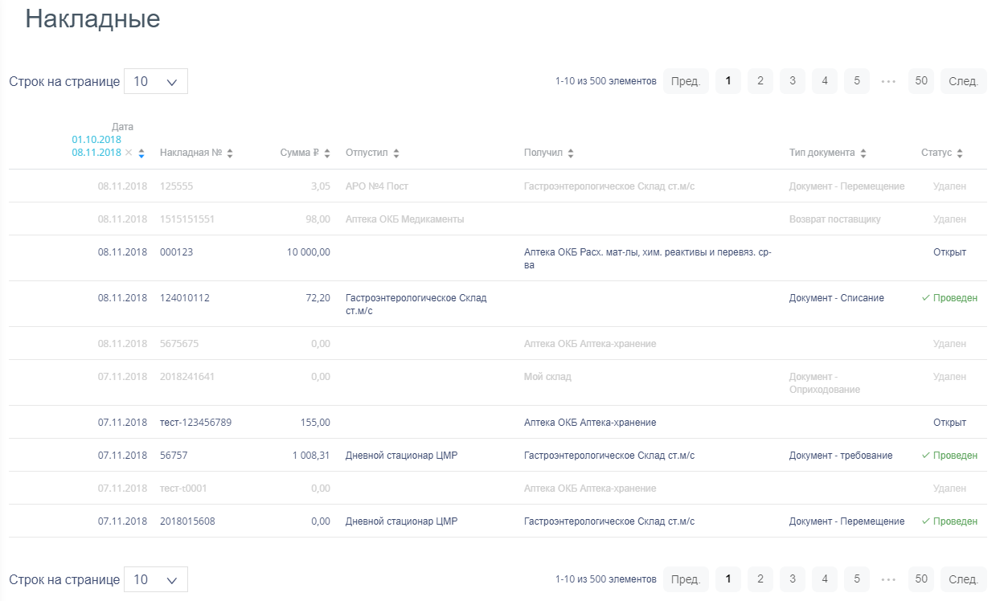 Накладные
Строк на странице 10
1-10 из 500 элементов Пред. 1 2 3 4 5 ••• 50 След.
Дата
01.10.2018
08.11.2018 × Накладная № Сумма ₽ Отпустил Получил Тип документа Статус
08.11.2018 125555 3,05 АРО №4 Пост Гастроэнтерологическое Склад ст.м/с Документ - Перемещение Удален
08.11.2018 1515151551 98,00 Аптека ОКБ Медикаменты Возврат поставщику Удален
08.11.2018 000123 10 000,00 Аптека ОКБ Расх. мат-лы, хим. реактивы и перевяз. ср-
ва Открыт
08.11.2018 124010112 72,20 Гастроэнтерологическое Склад
ст.м/с Документ - Списание ✓ Проведен
08.11.2018 5675675 0,00 Аптека ОКБ Аптека-хранение Удален
07.11.2018 2018241641 0,00 Мой склад Документ -
Оприходование Удален
07.11.2018 тест-123456789 155,00 Аптека ОКБ Аптека-хранение Открыт
07.11.2018 56757 1 008,31 Дневной стационар ЦМР Гастроэнтерологическое Склад ст.м/с Документ - требование ✓ Проведен
07.11.2018 тест-т0001 0,00 Аптека ОКБ Аптека-хранение Удален
07.11.2018 2018015608 0,00 Дневной стационар ЦМР Гастроэнтерологическое Склад ст.м/с Документ - Перемещение ✓ Проведен
Строк на странице 10
1-10 из 500 элементов Пред. 1 2 3 4 5 ••• 50 След.